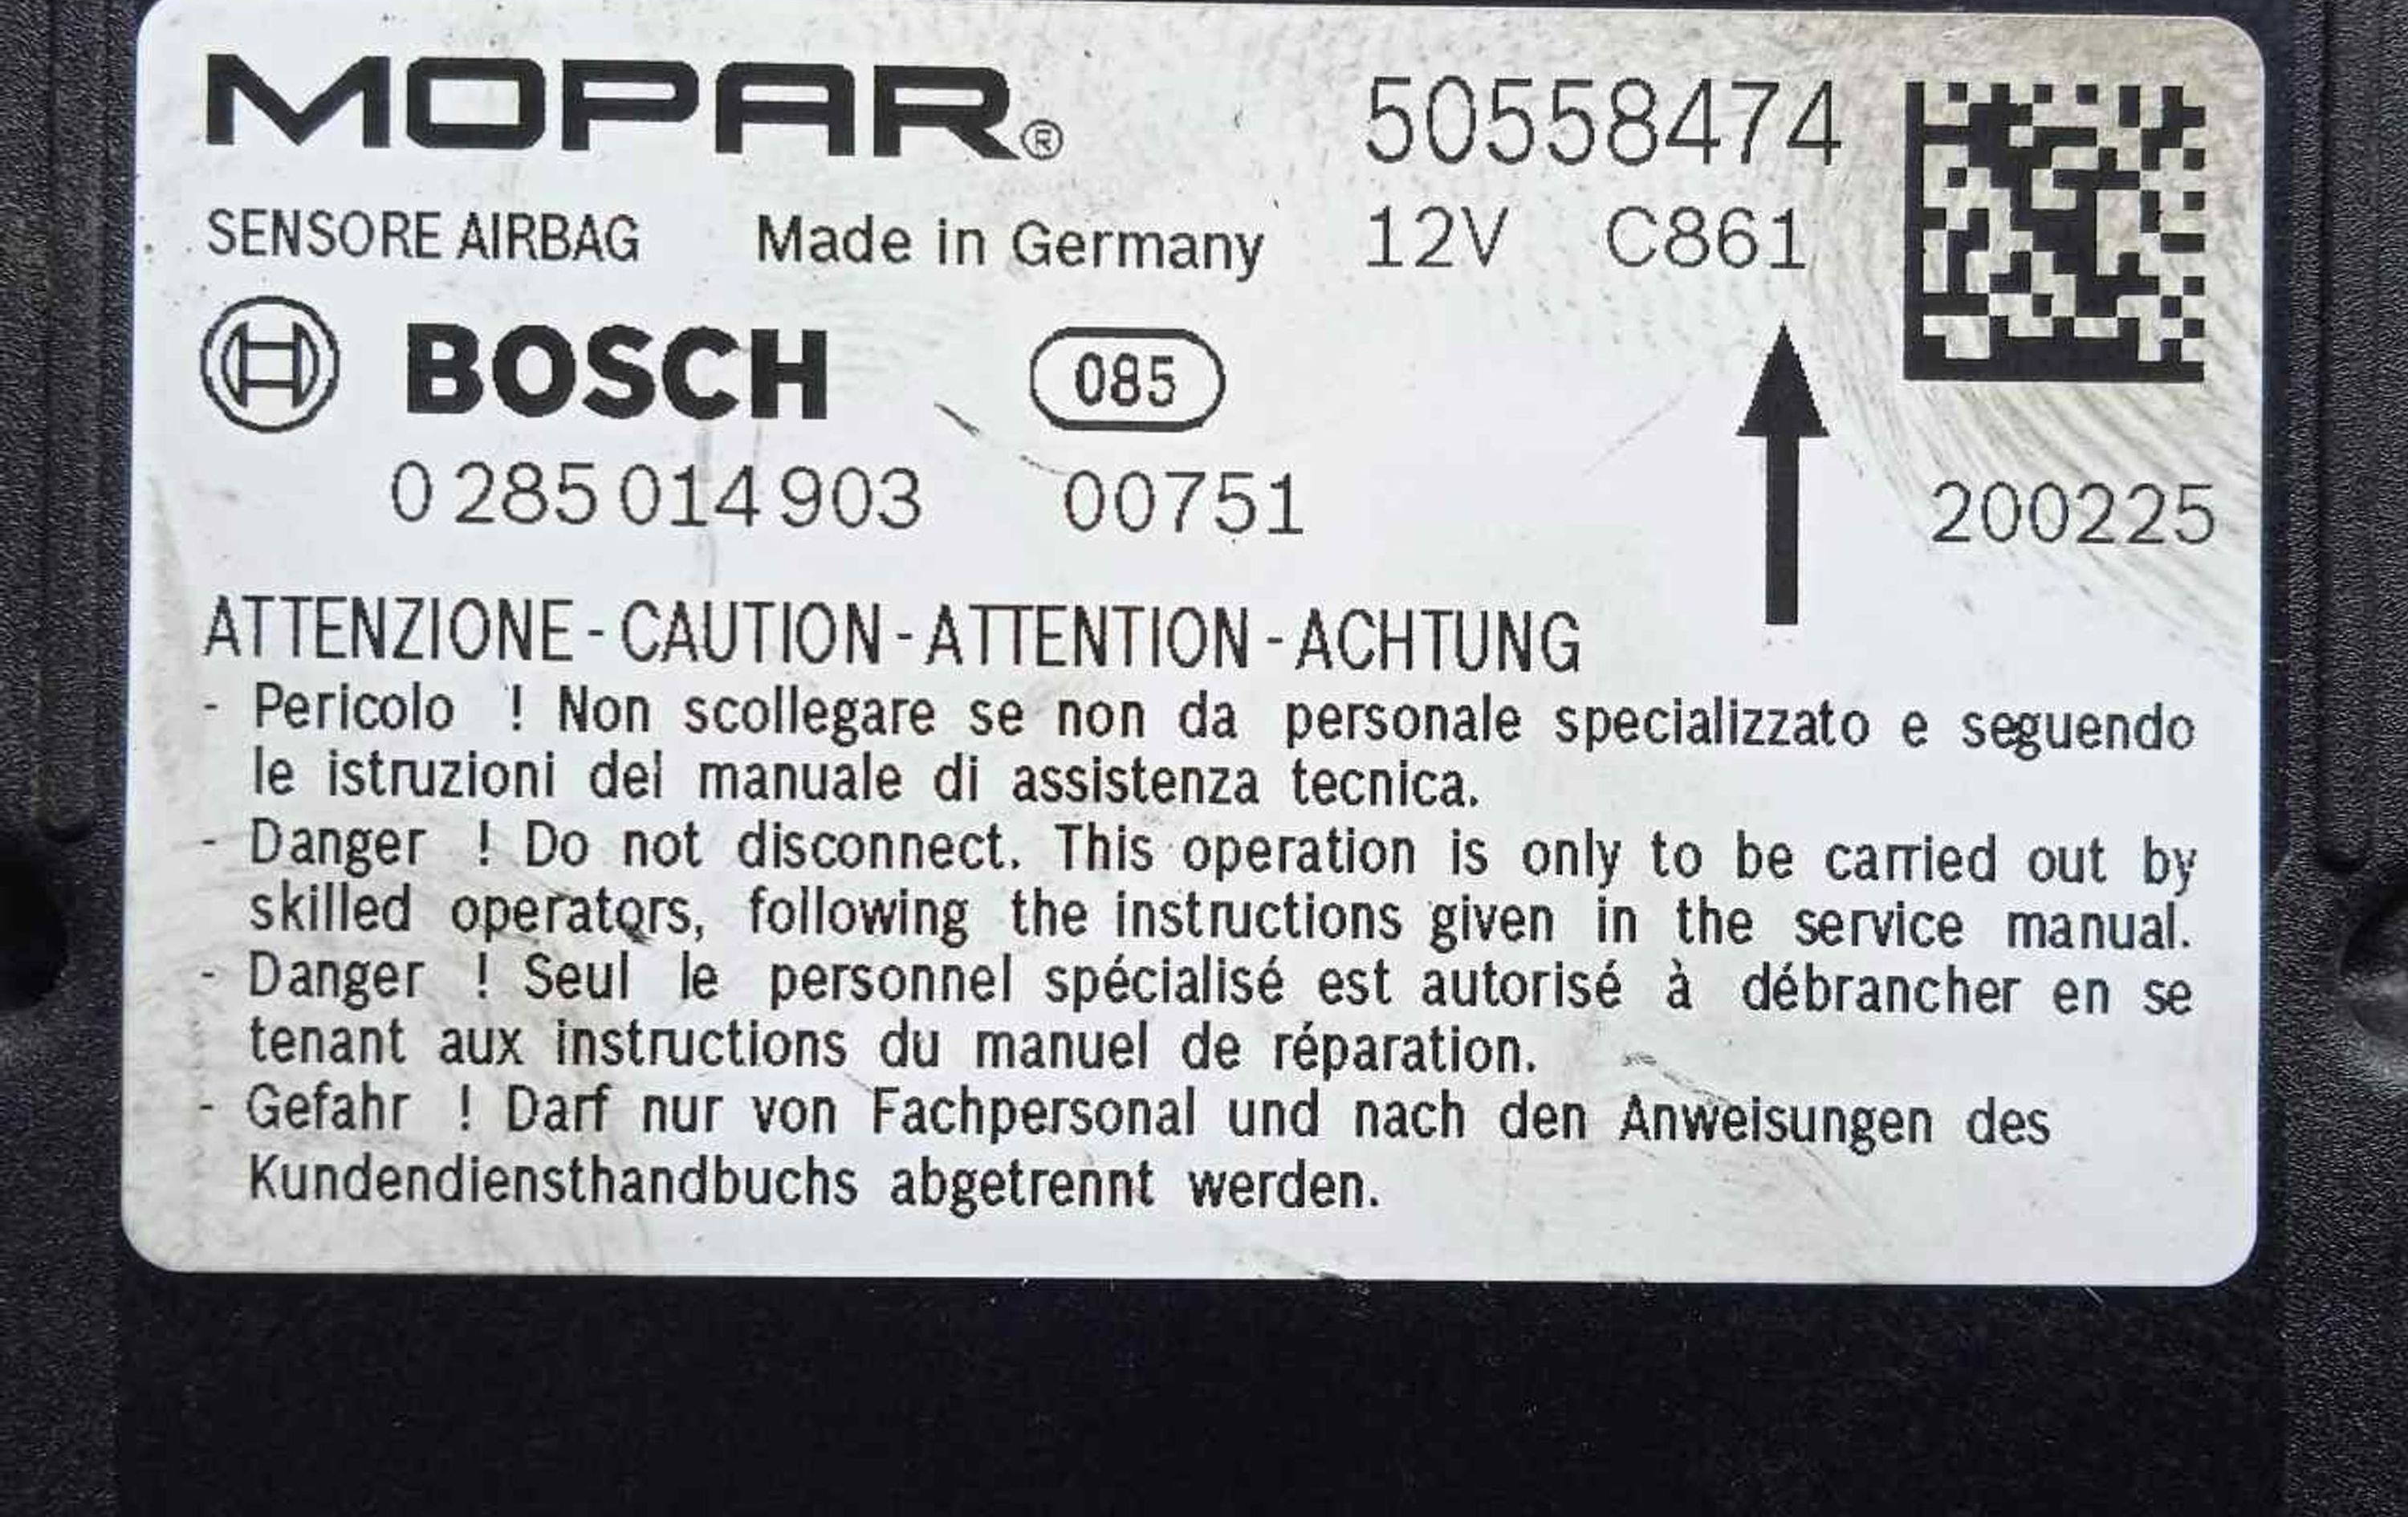 MOPAR® 50558474
SENSORE AIRBAG Made in Germany 12V C861
BOSCH 085
0 285 014 903 00751 200225
ATTENZIONE - CAUTION - ATTENTION - ACHTUNG
- Pericolo ! Non scollegare se non da personale specializzato e seguendo
le istruzioni del manuale di assistenza tecnica.
- Danger ! Do not disconnect. This operation is only to be carried out by
skilled operators, following the instructions given in the service manual.
- Danger ! Seul le personnel spécialisé est autorisé à débrancher en se
tenant aux instructions du manuel de réparation.
- Gefahr ! Darf nur von Fachpersonal und nach den Anweisungen des
Kundendiensthandbuchs abgetrennt werden.